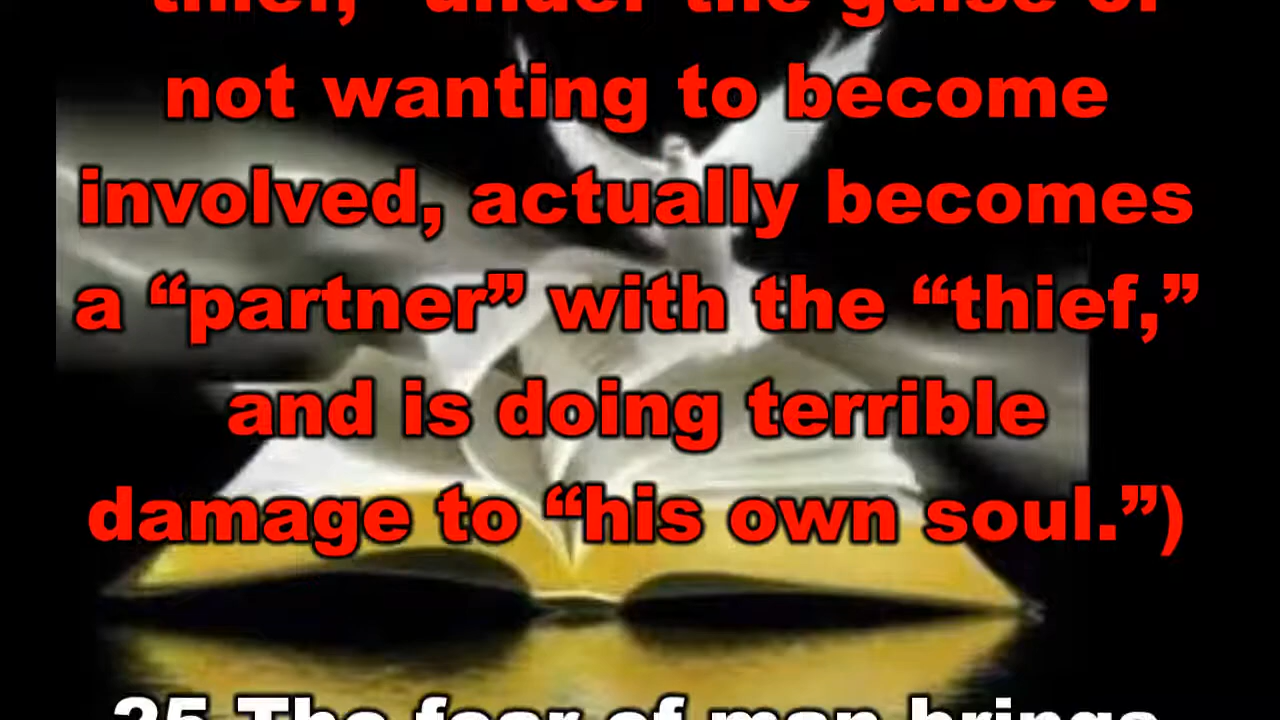 thief,” under the guise of
not wanting to become
involved, actually becomes
a “partner” with the “thief,”
and is doing terrible
damage to “his own soul.”)
25 The fear of man brings